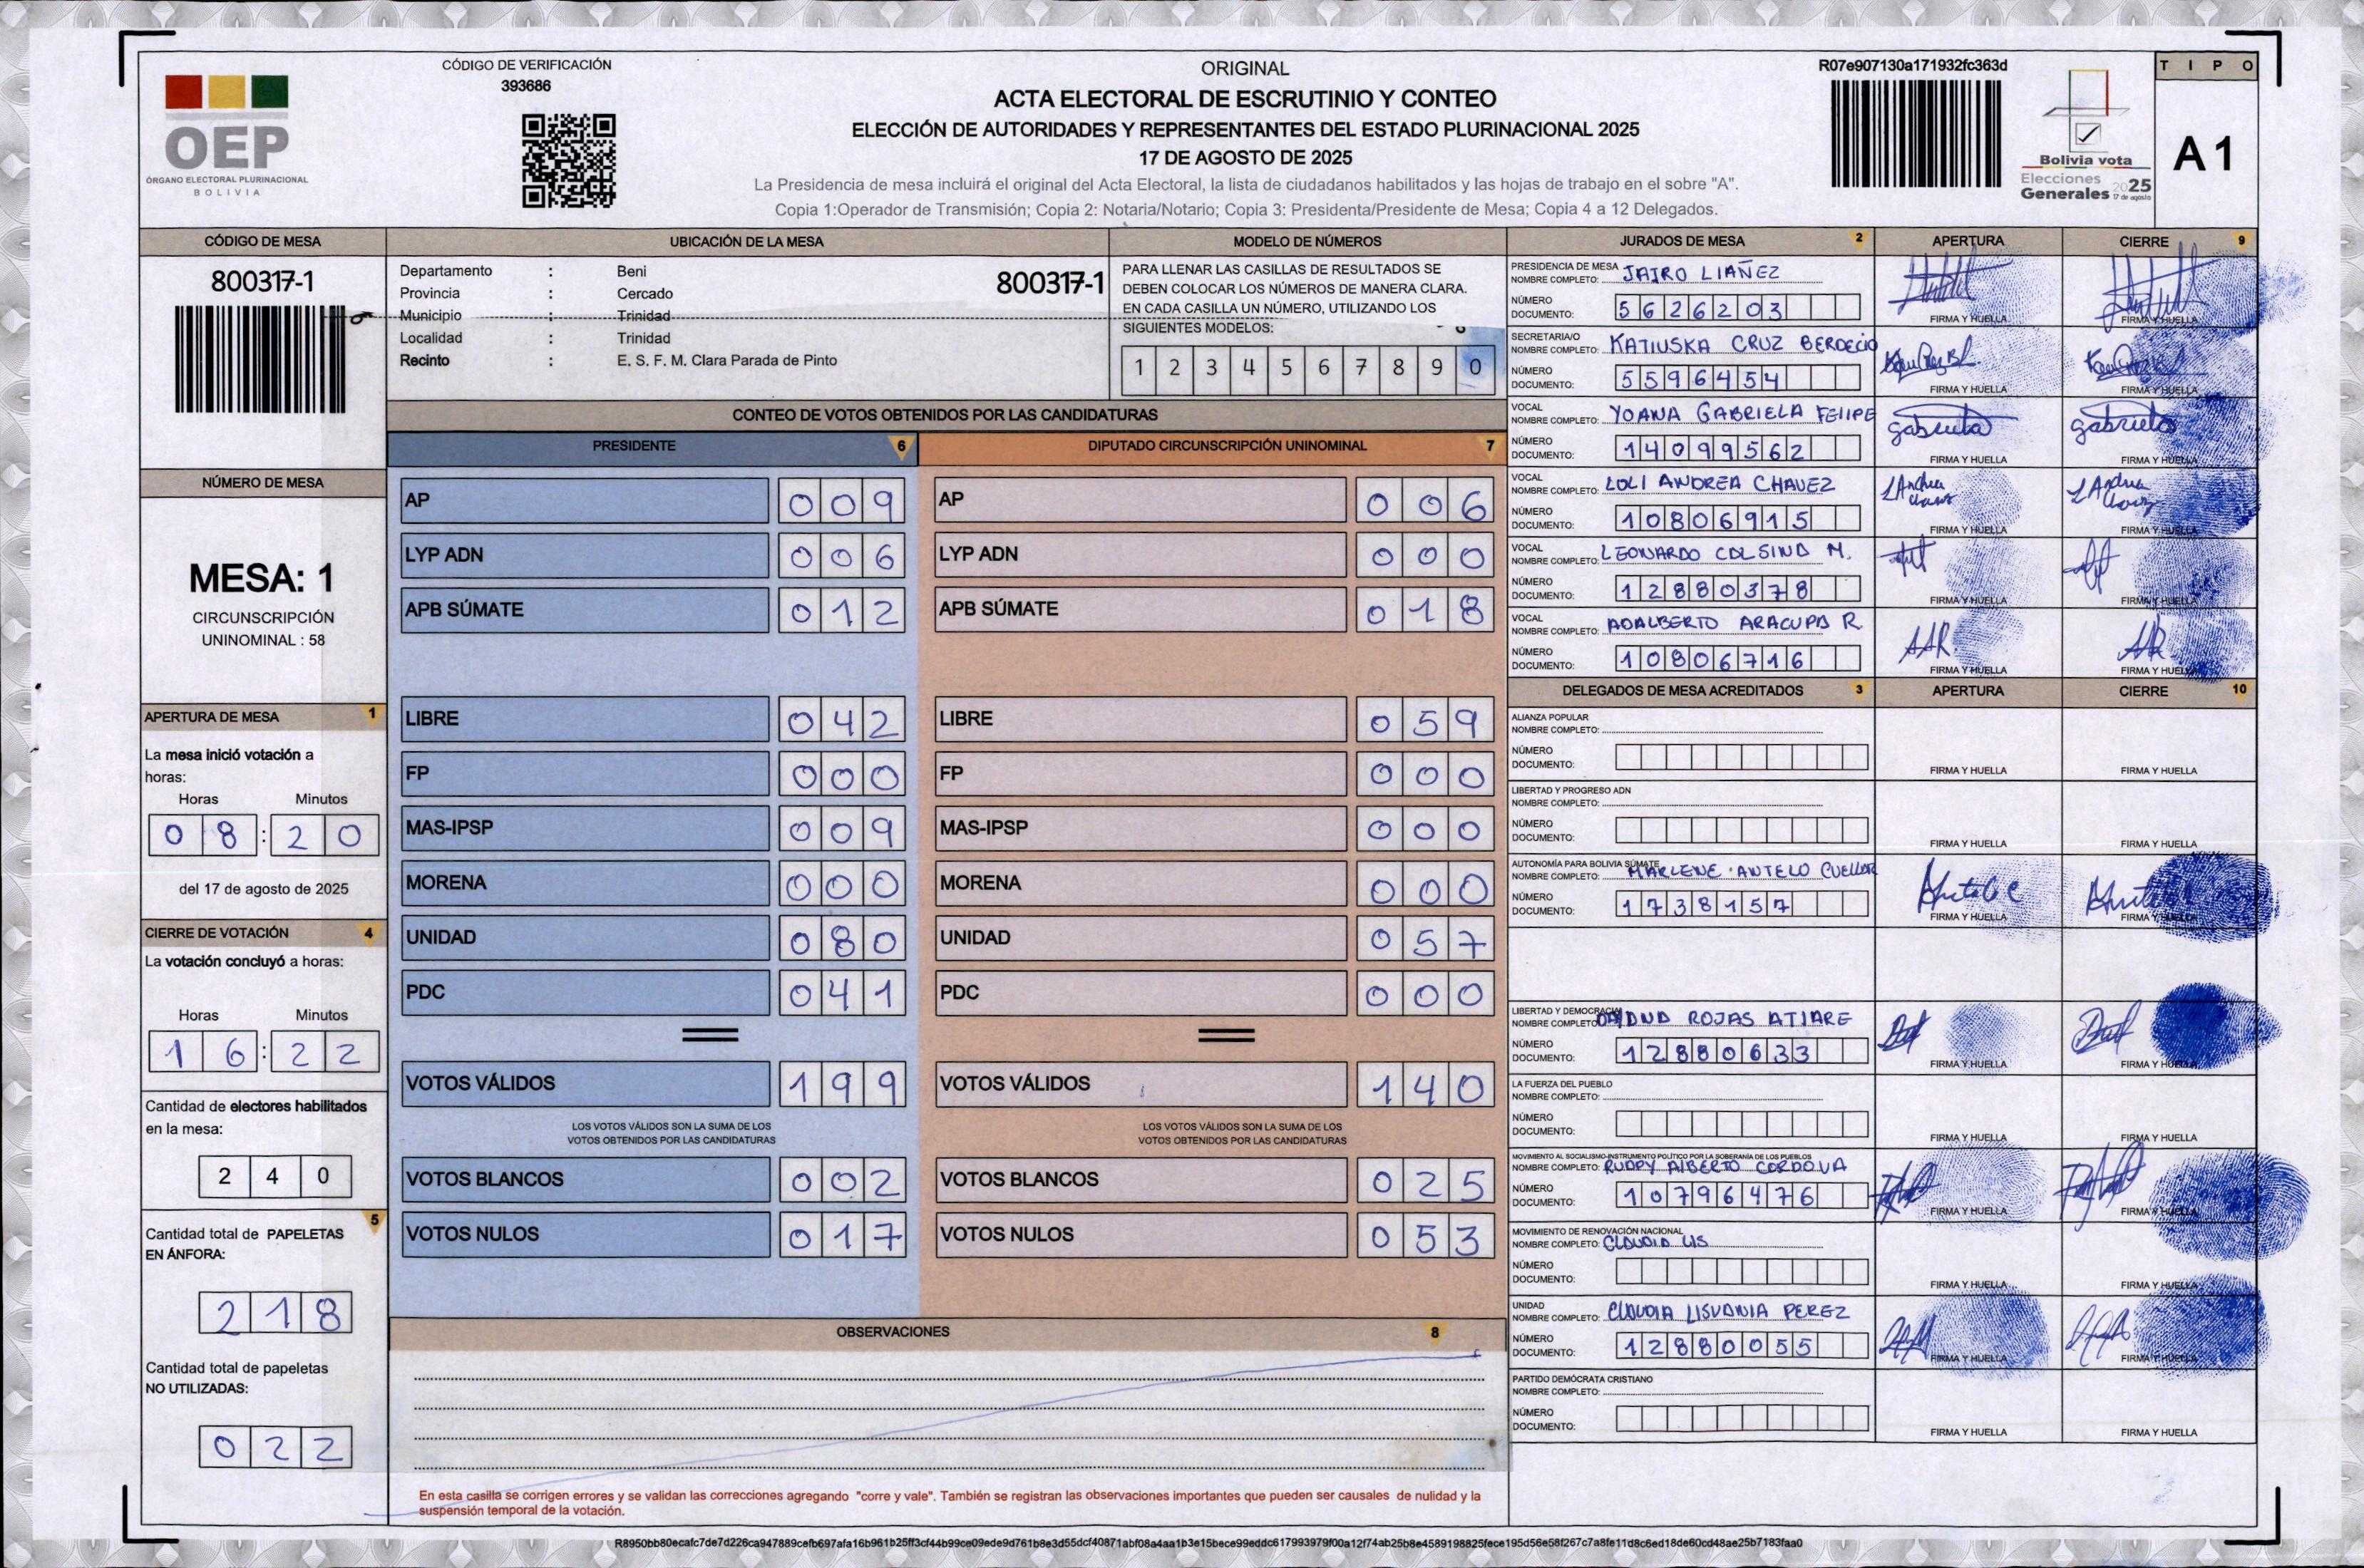 CÓDIGO DE VERIFICACIÓN
393686
OEP
ÓRGANO ELECTORAL PLURINACIONAL
BOLIVIA
ORIGINAL
ACTA ELECTORAL DE ESCRUTINIO Y CONTEO
ELECCIÓN DE AUTORIDADES Y REPRESENTANTES DEL ESTADO PLURINACIONAL 2025
17 DE AGOSTO DE 2025
La Presidencia de mesa incluirá el original del Acta Electoral, la lista de ciudadanos habilitados y las hojas de trabajo en el sobre "A".
Copia 1:Operador de Transmisión; Copia 2: Notaria/Notario; Copia 3: Presidenta/Presidente de Mesa; Copia 4 a 12 Delegados.
R07e907130a171932fc363d
Bolivia vota
Elecciones
Generales 2025
17 de agosto
TIPO
A1
CÓDIGO DE MESA
800317-1
NÚMERO DE MESA
MESA: 1
CIRCUNSCRIPCIÓN
UNINOMINAL : 58
APERTURA DE MESA 1
La mesa inició votación a
horas:
Horas Minutos
08:20
del 17 de agosto de 2025
CIERRE DE VOTACIÓN 4
La votación concluyó a horas:
Horas Minutos
16:22
Cantidad de electores habilitados
en la mesa:
240
5
Cantidad total de PAPELETAS
EN ÁNFORA:
218
Cantidad total de papeletas
NO UTILIZADAS:
022
UBICACIÓN DE LA MESA
Departamento : Beni
800317-1
Provincia : Cercado
Municipio : Trinidad
Localidad : Trinidad
Recinto : E. S. F. M. Clara Parada de Pinto
MODELO DE NÚMEROS
PARA LLENAR LAS CASILLAS DE RESULTADOS SE
DEBEN COLOCAR LOS NÚMEROS DE MANERA CLARA.
EN CADA CASILLA UN NÚMERO, UTILIZANDO LOS
SIGUIENTES MODELOS:
1 2 3 4 5 6 7 8 9 0
CONTEO DE VOTOS OBTENIDOS POR LAS CANDIDATURAS
PRESIDENTE 6
DIPUTADO CIRCUNSCRIPCIÓN UNINOMINAL 7
AP 009 AP 006
LYP ADN 006 LYP ADN 000
APB SÚMATE 012 APB SÚMATE 018
LIBRE 042 LIBRE 059
FP 000 FP 000
MAS-IPSP 009 MAS-IPSP 000
MORENA 000 MORENA 000
UNIDAD 080 UNIDAD 057
PDC 041 PDC 000
VOTOS VÁLIDOS 199 VOTOS VÁLIDOS 140
LOS VOTOS VÁLIDOS SON LA SUMA DE LOS LOS VOTOS VÁLIDOS SON LA SUMA DE LOS
VOTOS OBTENIDOS POR LAS CANDIDATURAS VOTOS OBTENIDOS POR LAS CANDIDATURAS
VOTOS BLANCOS 002 VOTOS BLANCOS 025
VOTOS NULOS 017 VOTOS NULOS 053
OBSERVACIONES 8
En esta casilla se corrigen errores y se validan las correcciones agregando "corre y vale". También se registran las observaciones importantes que pueden ser causales de nulidad y la
suspensión temporal de la votación.
JURADOS DE MESA 2 APERTURA CIERRE 9
PRESIDENCIA DE MESA
NOMBRE COMPLETO: JAIRO LIAÑEZ
NÚMERO
DOCUMENTO: 5626203
FIRMA Y HUELLA FIRMA Y HUELLA
SECRETARIA/O
NOMBRE COMPLETO: KATIUSKA CRUZ BERDECIO
NÚMERO
DOCUMENTO: 5596454
FIRMA Y HUELLA FIRMA Y HUELLA
VOCAL
NOMBRE COMPLETO: YOANA GABRIELA FELIPE
gabriela gabriela
NÚMERO
DOCUMENTO: 14099562
FIRMA Y HUELLA FIRMA Y HUELLA
VOCAL
NOMBRE COMPLETO: LOLI ANDREA CHAVEZ
NÚMERO
DOCUMENTO: 10806915
FIRMA Y HUELLA FIRMA Y HUELLA
VOCAL
NOMBRE COMPLETO: LEONARDO M.
NÚMERO
DOCUMENTO: 12880378
FIRMA Y HUELLA FIRMA Y HUELLA
VOCAL
NOMBRE COMPLETO: ADALBERTO ARACUPA R.
NÚMERO
DOCUMENTO: 10806716
FIRMA Y HUELLA FIRMA Y HUELLA
DELEGADOS DE MESA ACREDITADOS 3 APERTURA CIERRE 10
ALIANZA POPULAR
NOMBRE COMPLETO:
NÚMERO
DOCUMENTO:
FIRMA Y HUELLA FIRMA Y HUELLA
LIBERTAD Y PROGRESO ADN
NOMBRE COMPLETO:
NÚMERO
DOCUMENTO:
FIRMA Y HUELLA FIRMA Y HUELLA
AUTONOMÍA PARA BOLIVIA SÚMATE
NOMBRE COMPLETO: MARLENE ANTELO CUELLAR
NÚMERO
DOCUMENTO: 1738157
FIRMA Y HUELLA FIRMA Y HUELLA
LIBERTAD Y DEMOCRACIA
NOMBRE COMPLETO: ROJAS ATIARE
NÚMERO
DOCUMENTO: 12880633
FIRMA Y HUELLA FIRMA Y HUELLA
LA FUERZA DEL PUEBLO
NOMBRE COMPLETO:
NÚMERO
DOCUMENTO:
FIRMA Y HUELLA FIRMA Y HUELLA
MOVIMIENTO AL SOCIALISMO-INSTRUMENTO POLÍTICO POR LA SOBERANÍA DE LOS PUEBLOS
NOMBRE COMPLETO: RUDDY ALBERTO CORDOVA
NÚMERO
DOCUMENTO: 10796476
FIRMA Y HUELLA FIRMA Y HUELLA
MOVIMIENTO DE RENOVACIÓN NACIONAL
NOMBRE COMPLETO: CLAUDIA LIS
NÚMERO
DOCUMENTO:
FIRMA Y HUELLA FIRMA Y HUELLA
UNIDAD
NOMBRE COMPLETO: CLAUDIA LISVANIA PEREZ
NÚMERO
DOCUMENTO: 12880055
FIRMA Y HUELLA FIRMA Y HUELLA
PARTIDO DEMÓCRATA CRISTIANO
NOMBRE COMPLETO:
NÚMERO
DOCUMENTO:
FIRMA Y HUELLA FIRMA Y HUELLA